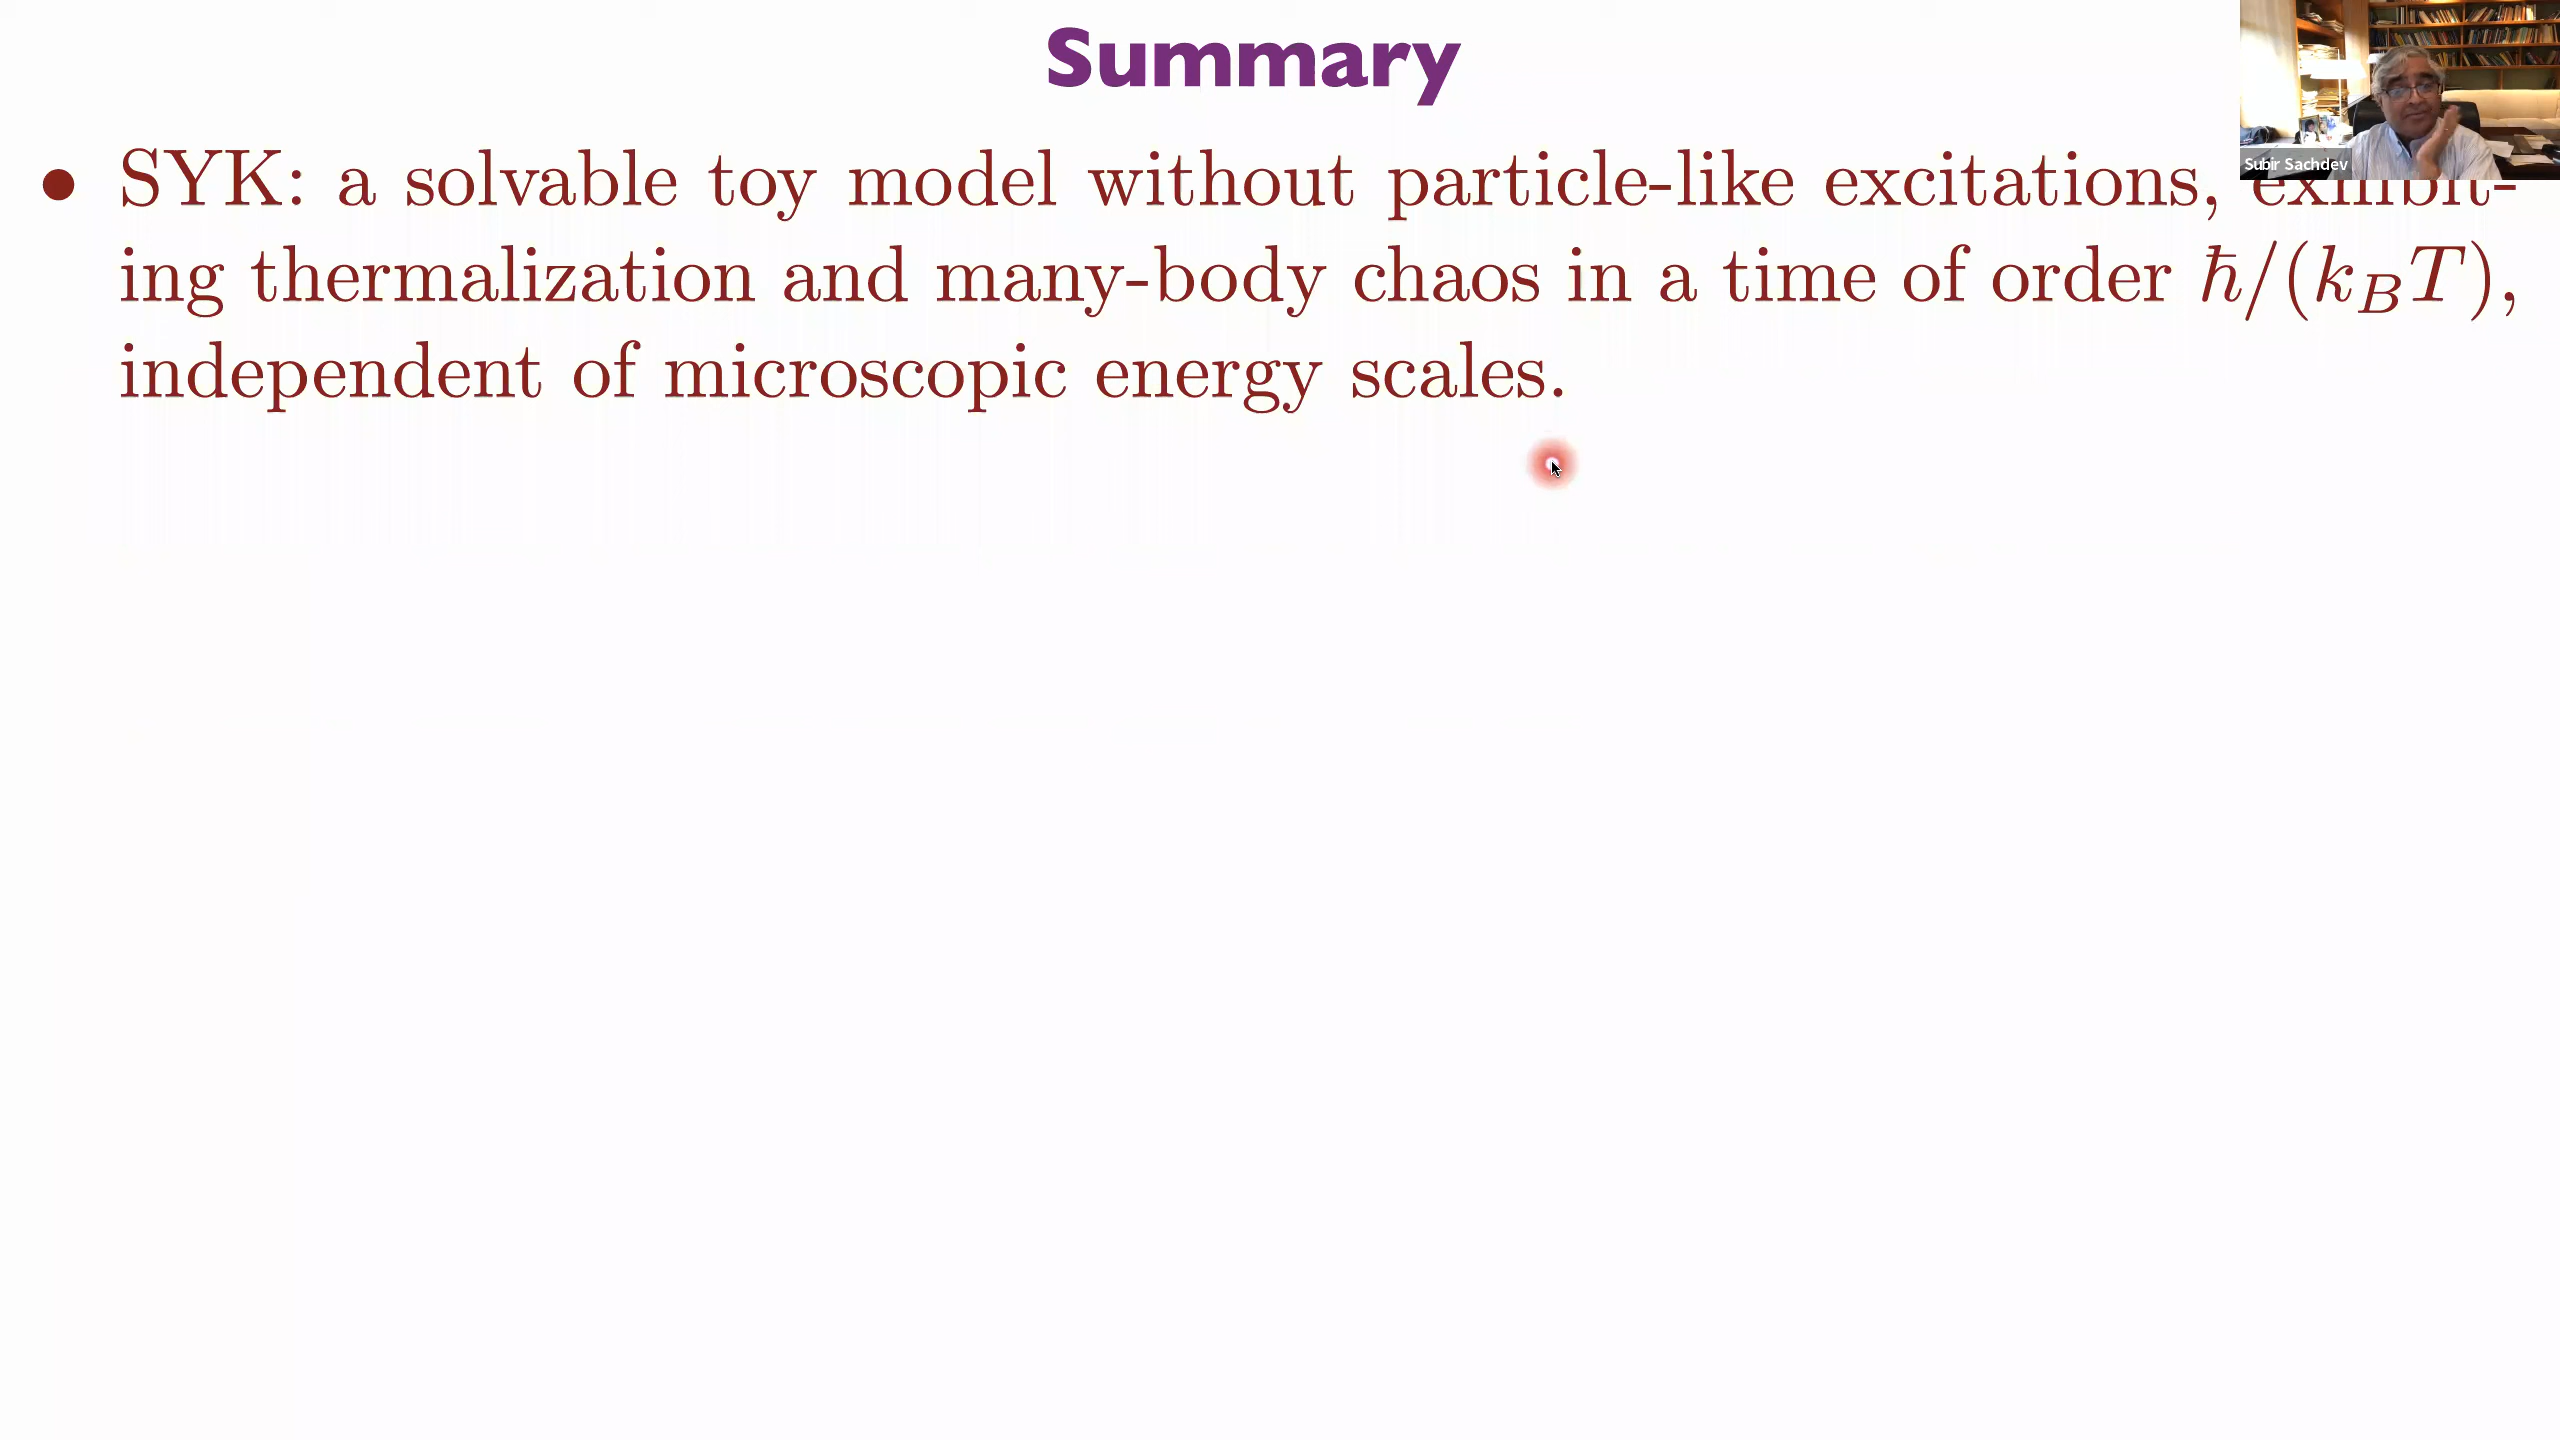 Summary
• SYK: a solvable toy model without particle-like excitations, exhibit-
ing thermalization and many-body chaos in a time of order ħ/(k_BT),
independent of microscopic energy scales.
Subir Sachdev